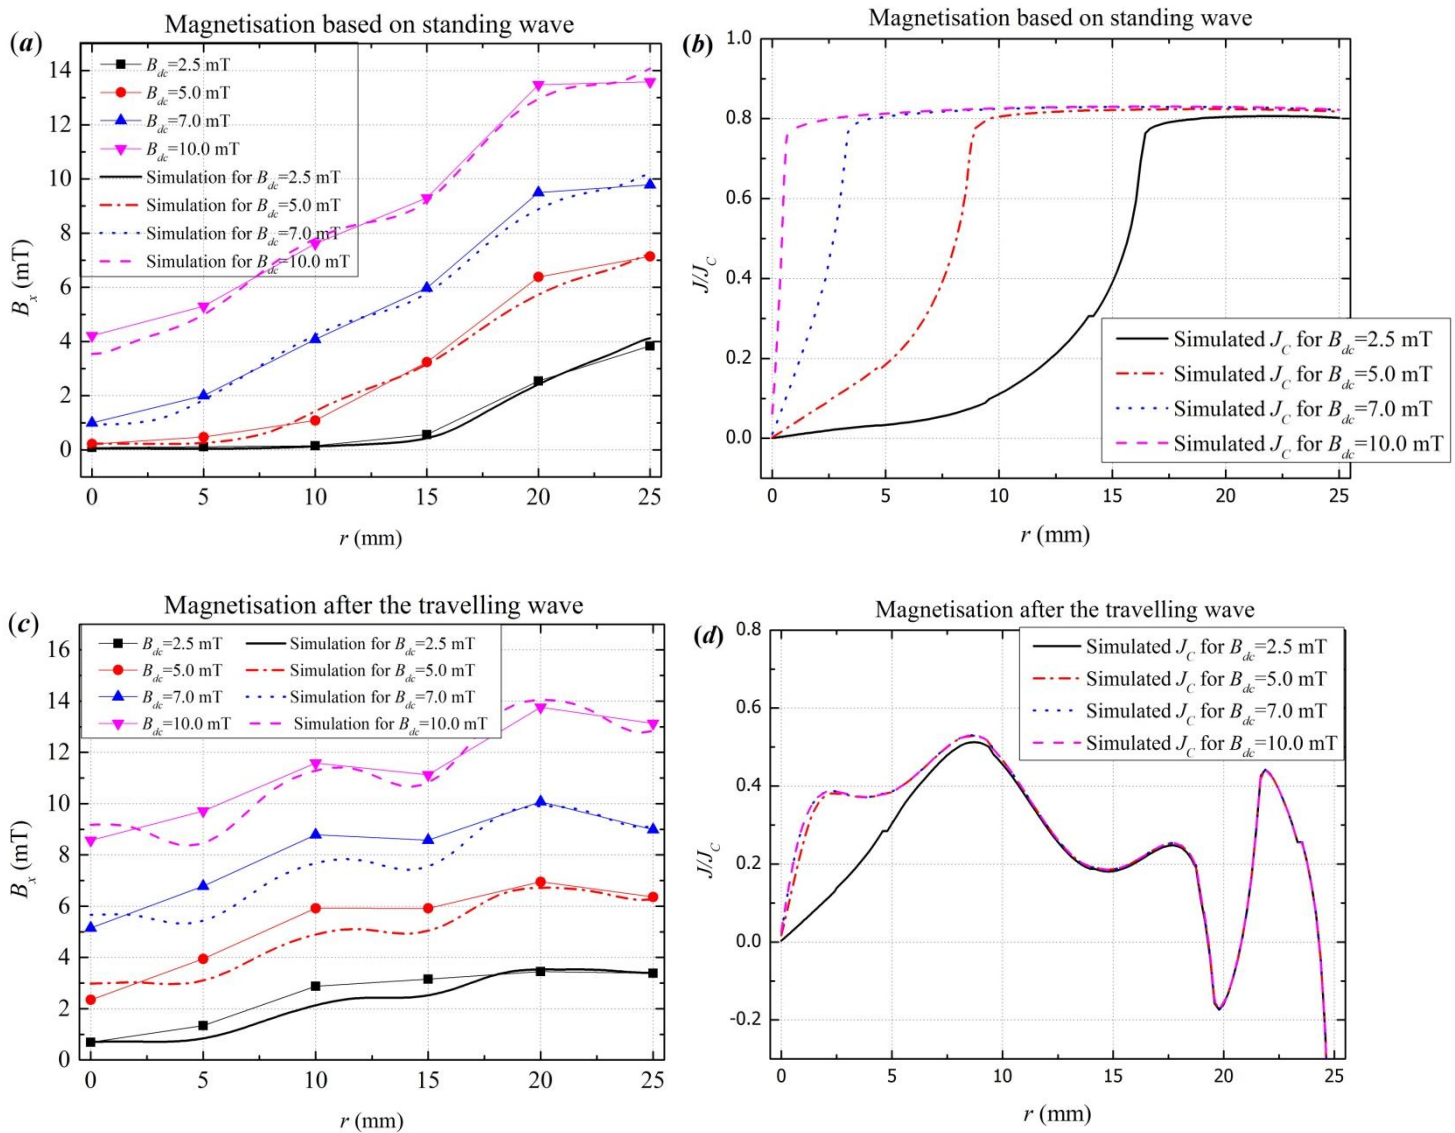 Magnetisation based on standing wave
(a)
B_dc=2.5 mT
B_dc=5.0 mT
B_dc=7.0 mT
B_dc=10.0 mT
Simulation for B_dc=2.5 mT
Simulation for B_dc=5.0 mT
Simulation for B_dc=7.0 mT
Simulation for B_dc=10.0 mT
14
12
10
8
6
4
2
0
B_x (mT)
0 5 10 15 20 25
r (mm)
Magnetisation based on standing wave
(b)
1.0
0.8
0.6
0.4
0.2
0.0
J/J_C
Simulated J_C for B_dc=2.5 mT
Simulated J_C for B_dc=5.0 mT
Simulated J_C for B_dc=7.0 mT
Simulated J_C for B_dc=10.0 mT
0 5 10 15 20 25
r (mm)
Magnetisation after the travelling wave
(c)
B_dc=2.5 mT Simulation for B_dc=2.5 mT
B_dc=5.0 mT Simulation for B_dc=5.0 mT
B_dc=7.0 mT Simulation for B_dc=7.0 mT
B_dc=10.0 mT Simulation for B_dc=10.0 mT
16
14
12
10
8
6
4
2
0
B_x (mT)
0 5 10 15 20 25
r (mm)
Magnetisation after the travelling wave
(d)
Simulated J_C for B_dc=2.5 mT
Simulated J_C for B_dc=5.0 mT
Simulated J_C for B_dc=7.0 mT
Simulated J_C for B_dc=10.0 mT
0.8
0.6
0.4
0.2
0.0
-0.2
J/J_C
0 5 10 15 20 25
r (mm)